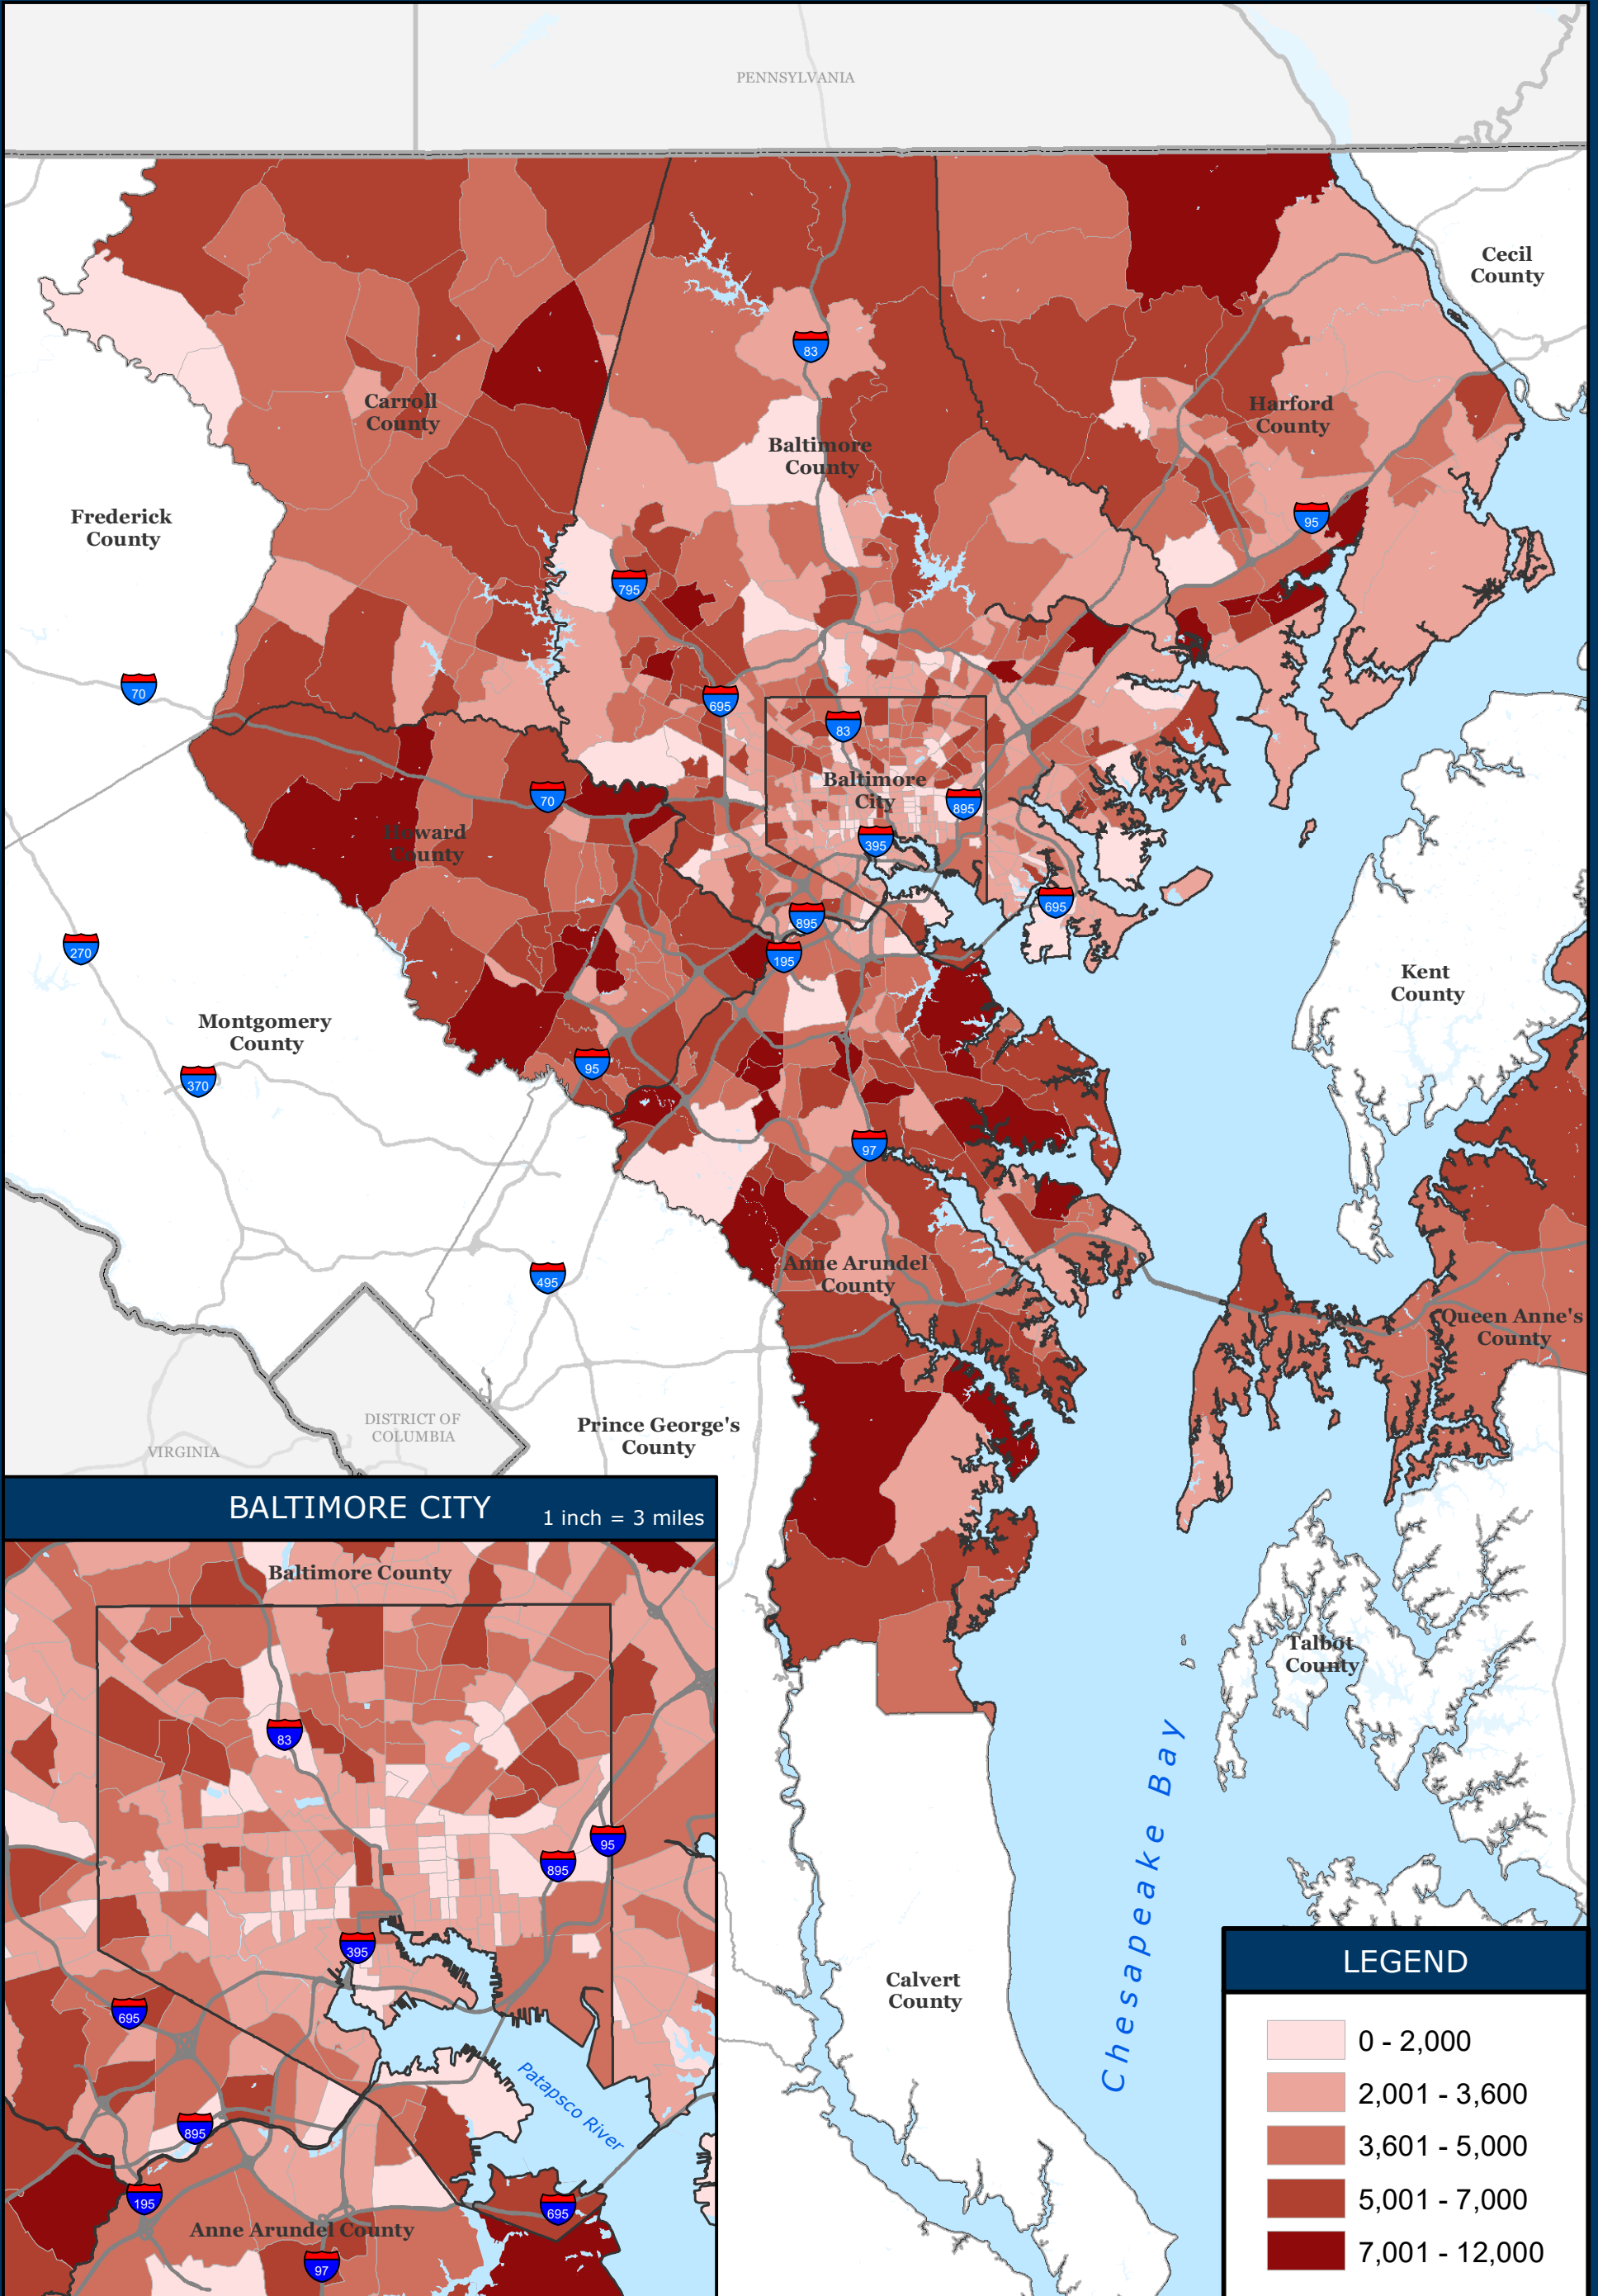 PENNSYLVANIA
Cecil
County
83
Carroll
County
Harford
County
Baltimore
County
Frederick
County
95
795
70
695
83
Baltimore
City
70
895
395
Howard
County
695
895
270
195
Kent
County
Montgomery
County
95
370
97
Anne Arundel
County
495
Queen Anne's
County
DISTRICT OF
COLUMBIA
VIRGINIA
Prince George's
County
BALTIMORE CITY
1 inch = 3 miles
Baltimore County
83
95
895
395
695
Patapsco River
895
195
695
Anne Arundel County
97
Talbot
County
Chesapeake Bay
Calvert
County
LEGEND
0 - 2,000
2,001 - 3,600
3,601 - 5,000
5,001 - 7,000
7,001 - 12,000